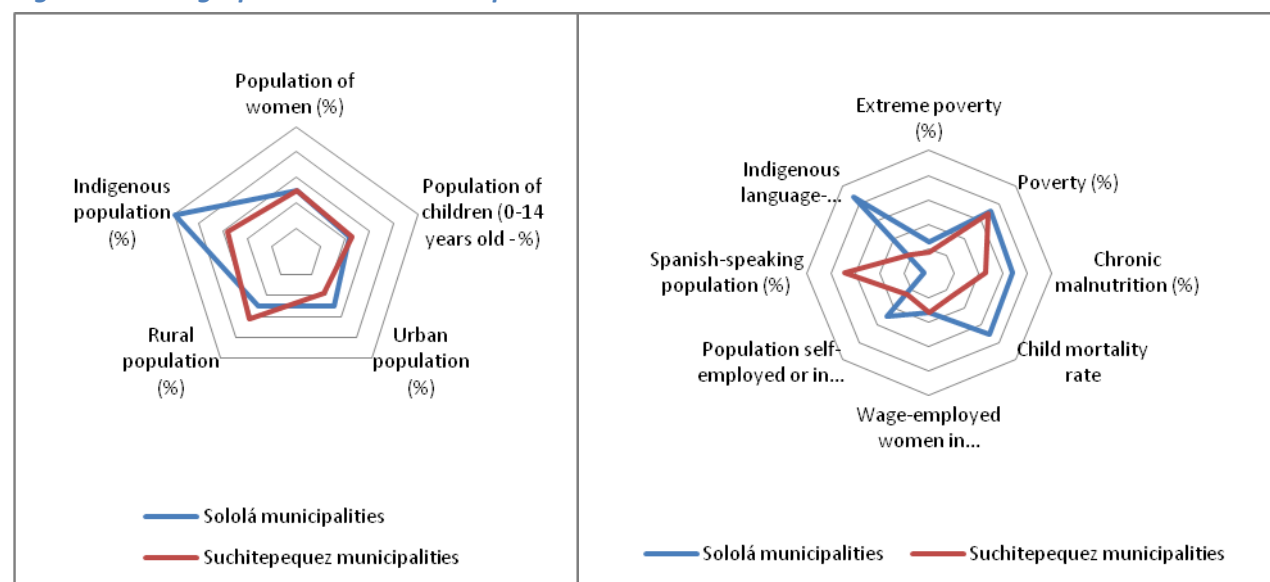 Population of
women (%)
Indigenous
population
(%)
Population of
children (0-14
years old -%)
Rural
population
(%)
Urban
population
(%)
Sololá municipalities
Suchitepequez municipalities
Extreme poverty
(%)
Indigenous
language-...
Poverty (%)
Spanish-speaking
population (%)
Chronic
malnutrition (%)
Population self-
employed or in...
Child mortality
rate
Wage-employed
women in...
Sololá municipalities
Suchitepequez municipalities